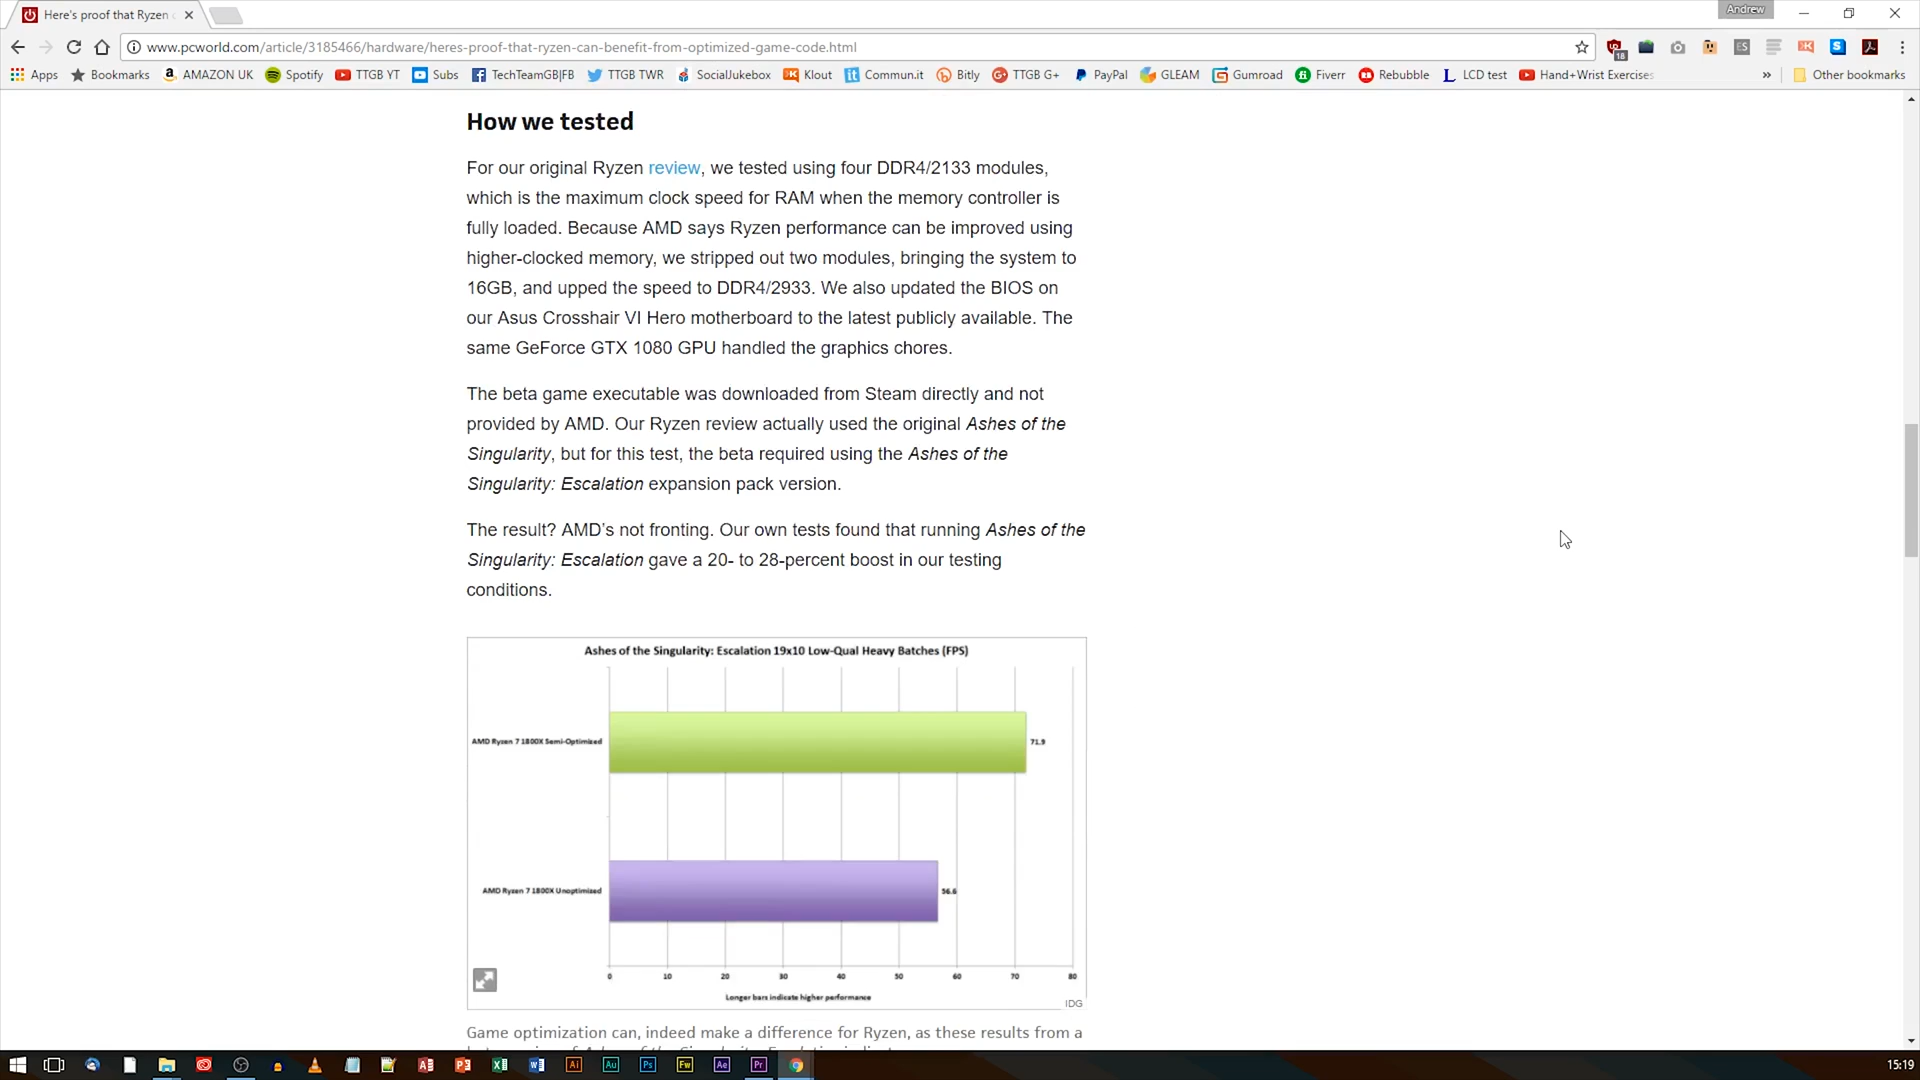 Here's proof that Ryzen c
Andrew
www.pcworld.com/article/3185466/hardware/heres-proof-that-ryzen-can-benefit-from-optimized-game-code.html
18
ES
Apps Bookmarks AMAZON UK Spotify TTGB YT Subs TechTeamGB|FB TTGB TWR SocialJukebox Klout Commun.it Bitly TTGB G+ PayPal GLEAM Gumroad Fiverr Rebubble LCD test Hand+Wrist Exercises » Other bookmarks
How we tested
For our original Ryzen review, we tested using four DDR4/2133 modules,
which is the maximum clock speed for RAM when the memory controller is
fully loaded. Because AMD says Ryzen performance can be improved using
higher-clocked memory, we stripped out two modules, bringing the system to
16GB, and upped the speed to DDR4/2933. We also updated the BIOS on
our Asus Crosshair VI Hero motherboard to the latest publicly available. The
same GeForce GTX 1080 GPU handled the graphics chores.
The beta game executable was downloaded from Steam directly and not
provided by AMD. Our Ryzen review actually used the original Ashes of the
Singularity, but for this test, the beta required using the Ashes of the
Singularity: Escalation expansion pack version.
The result? AMD's not fronting. Our own tests found that running Ashes of the
Singularity: Escalation gave a 20- to 28-percent boost in our testing
conditions.
Ashes of the Singularity: Escalation 19x10 Low-Qual Heavy Batches (FPS)
AMD Ryzen 7 1800X Semi-Optimized 71.9
AMD Ryzen 7 1800X Unoptimized 56.6
0 10 20 30 40 50 60 70 80
Longer bars indicate higher performance
IDG
Game optimization can, indeed make a difference for Ryzen, as these results from a
15:19